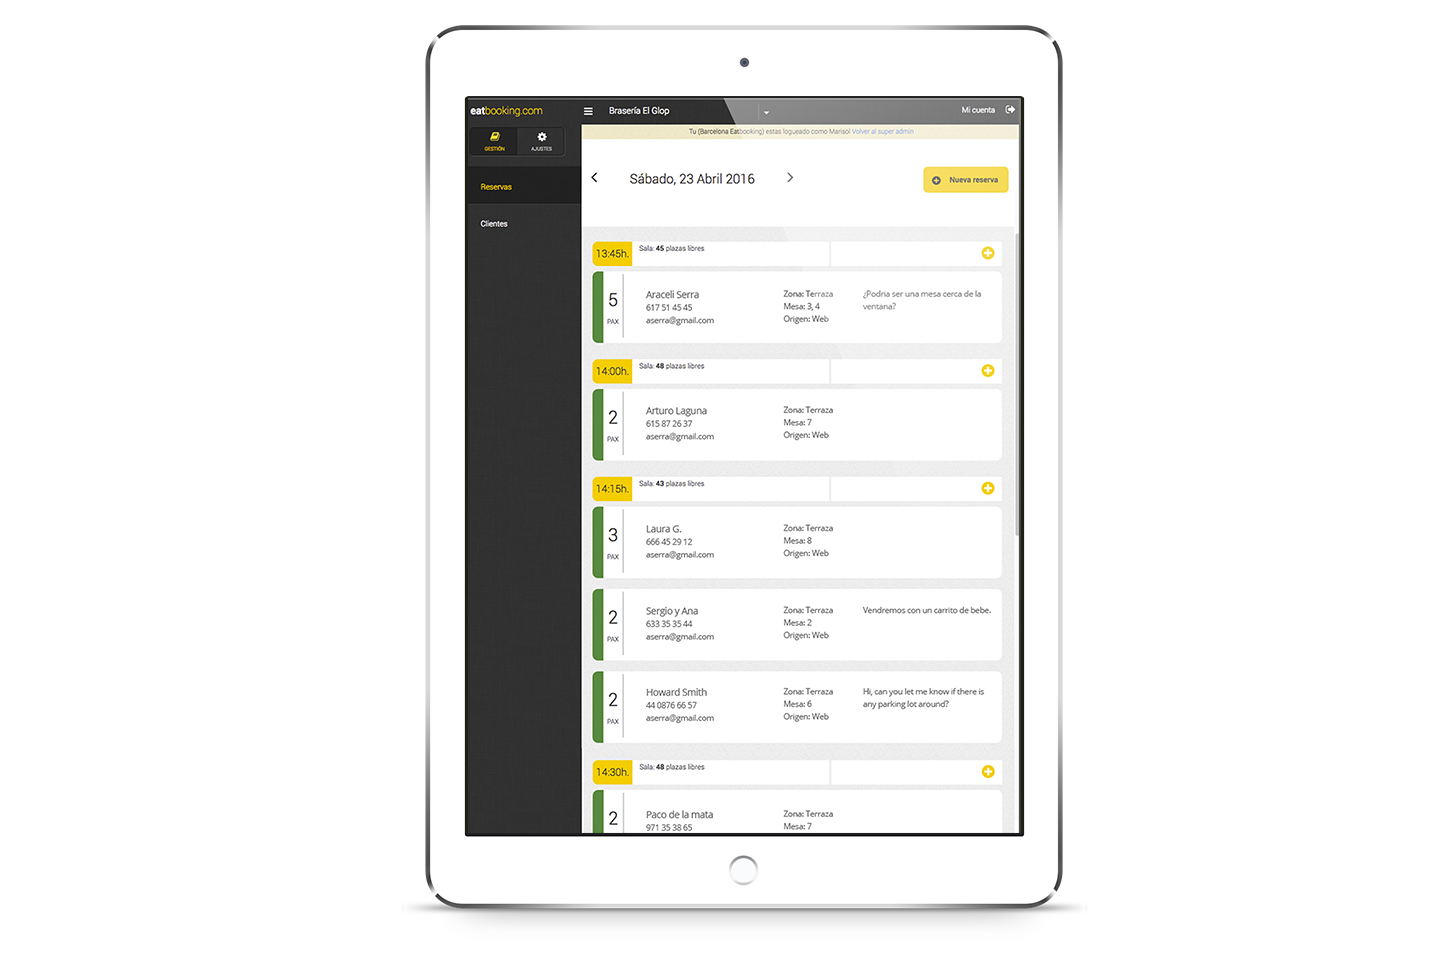 eatbooking.com
Brasería El Glop
Mi cuenta
GESTIÓN
AJUSTES
Tu (Barcelona Eatbooking) estas logueado como Marisol Volver al super admin
Reservas
Clientes
Sábado, 23 Abril 2016
Nueva reserva
13:45h.
Sala: 45 plazas libres
5
PAX
Araceli Serra
617 51 45 45
aserra@gmail.com
Zona: Terraza
Mesa: 3, 4
Origen: Web
¿Podria ser una mesa cerca de la
ventana?
14:00h.
Sala: 48 plazas libres
2
PAX
Arturo Laguna
615 87 26 37
aserra@gmail.com
Zona: Terraza
Mesa: 7
Origen: Web
14:15h.
Sala: 43 plazas libres
3
PAX
Laura G.
666 45 29 12
aserra@gmail.com
Zona: Terraza
Mesa: 8
Origen: Web
2
PAX
Sergio y Ana
633 35 35 44
aserra@gmail.com
Zona: Terraza
Mesa: 2
Origen: Web
Vendremos con un carrito de bebe.
2
PAX
Howard Smith
44 0876 66 57
aserra@gmail.com
Zona: Terraza
Mesa: 6
Origen: Web
Hi, can you let me know if there is
any parking lot around?
14:30h.
Sala: 48 plazas libres
2
Paco de la mata
971 35 38 65
Zona: Terraza
Mesa: 7